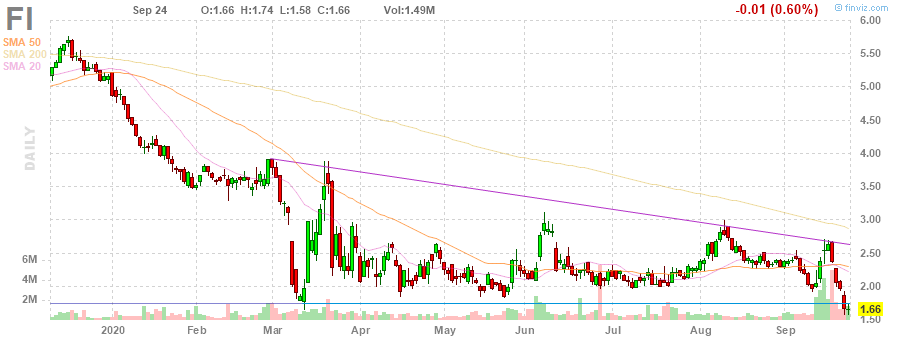 FI
Sep 24 O:1.66 H:1.74 L:1.58 C:1.66 Vol:1.49M
-0.01 (0.60%)
© finviz.com
SMA 50
SMA 200
SMA 20
DAILY
6.00
5.50
5.00
4.50
4.00
3.50
3.00
2.50
2.00
1.66
1.50
6M
4M
2M
2020 Feb Mar Apr May Jun Jul Aug Sep